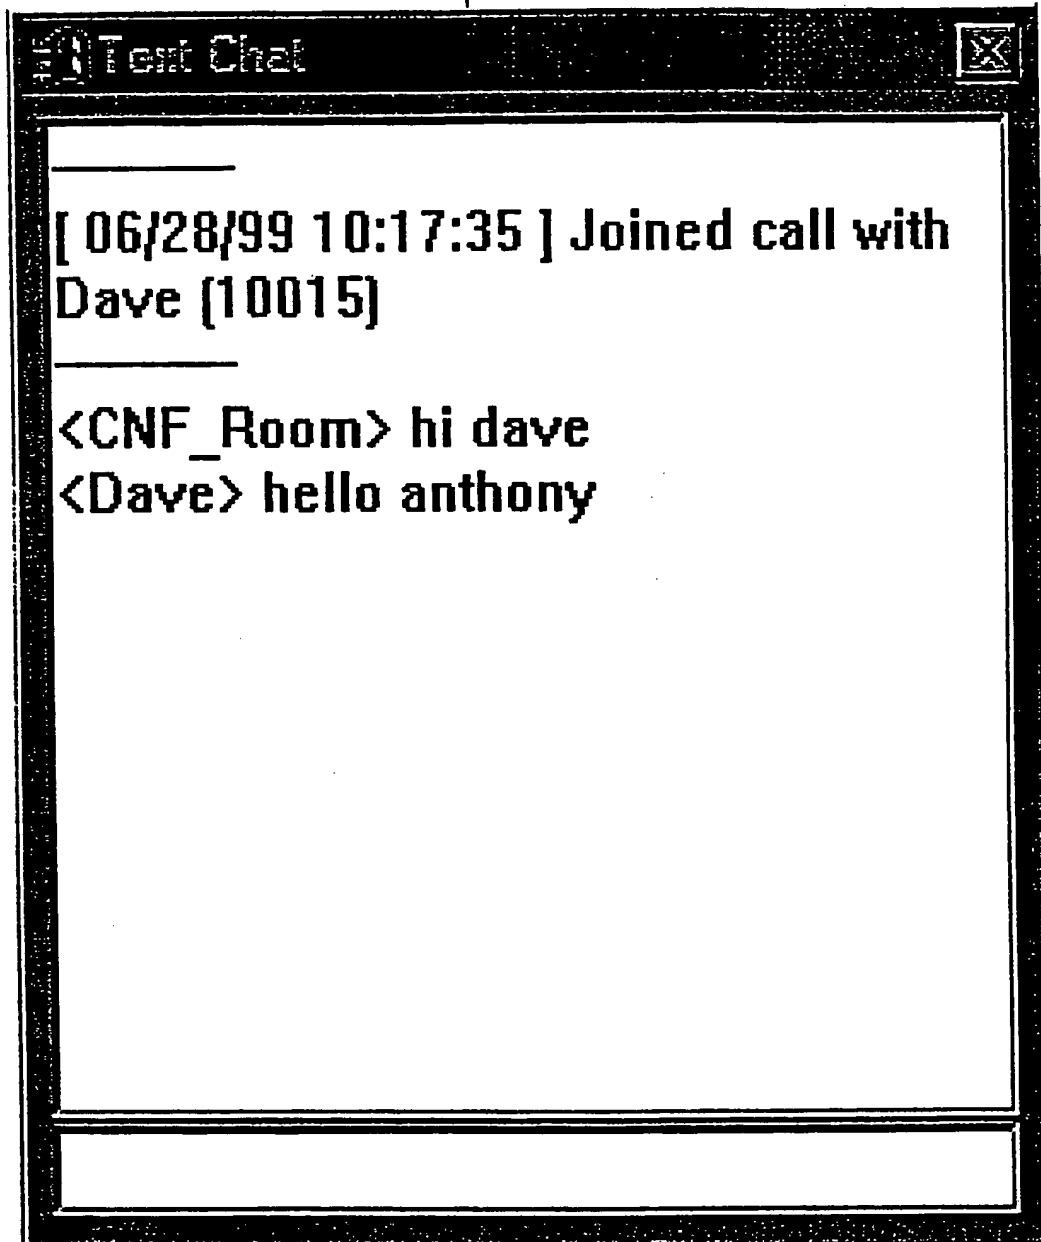 Text Chat
[ 06/28/99 10:17:35 ] Joined call with
Dave (10015)
<CNF_Room> hi dave
<Dave> hello anthony